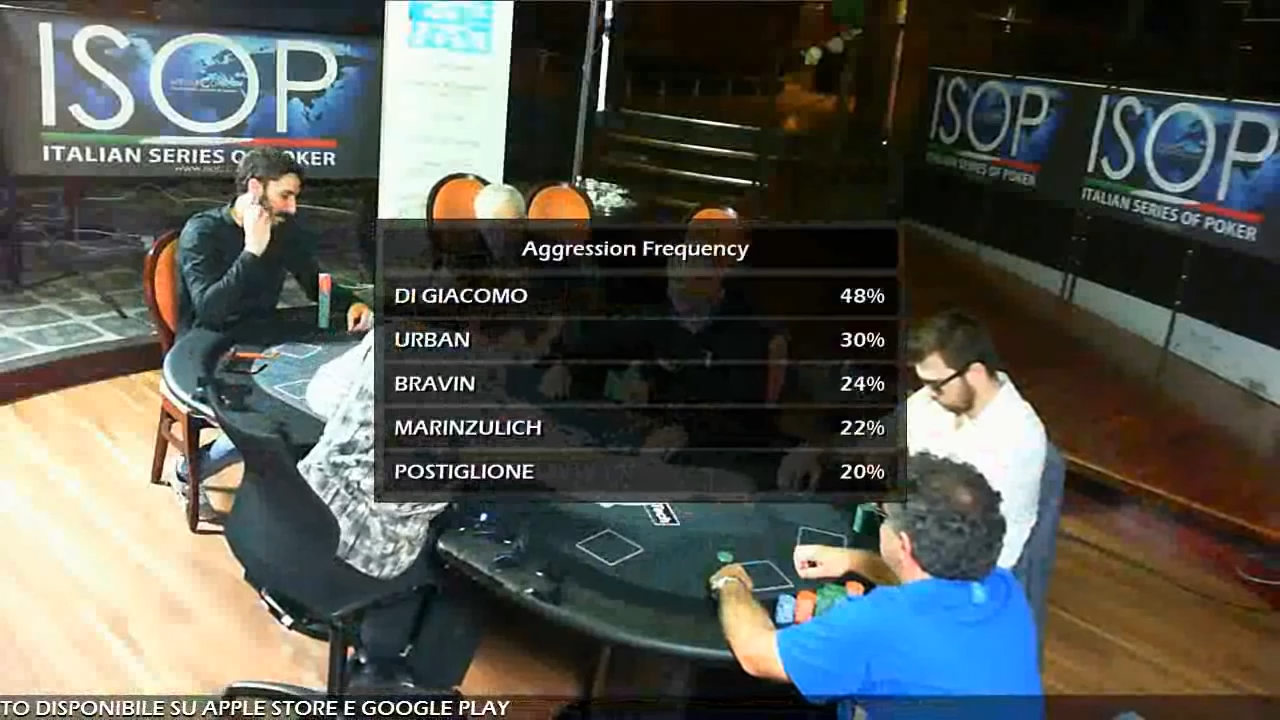 ISOP
ITALIAN SERIES OF POKER
ISOP
ITALIAN SERIES OF POKER
ISOP
ITALIAN SERIES OF POKER
Aggression Frequency
DI GIACOMO 48%
URBAN 30%
BRAVIN 24%
MARINZULICH 22%
POSTIGLIONE 20%
TO DISPONIBILE SU APPLE STORE E GOOGLE PLAY